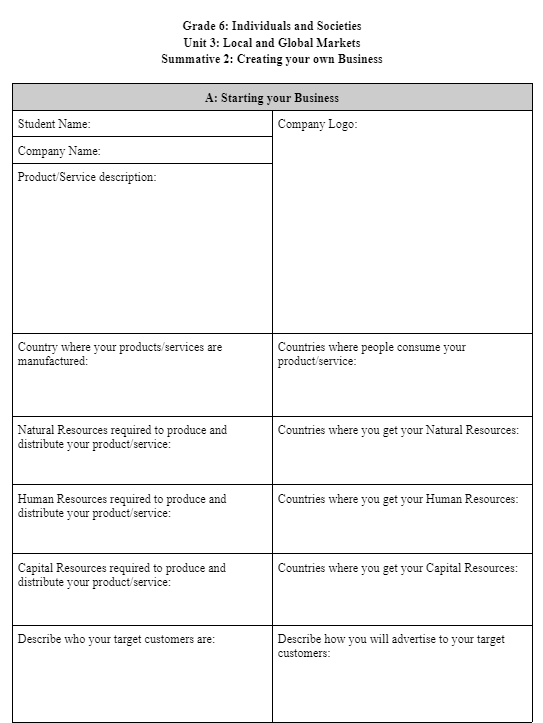 Grade 6: Individuals and Societies
Unit 3: Local and Global Markets
Summative 2: Creating your own Business
A: Starting your Business
Student Name:
Company Logo:
Company Name:
Product/Service description:
Country where your products/services are
manufactured:
Countries where people consume your
product/service:
Natural Resources required to produce and
distribute your product/service:
Countries where you get your Natural Resources:
Human Resources required to produce and
distribute your product/service:
Countries where you get your Human Resources:
Capital Resources required to produce and
distribute your product/service:
Countries where you get your Capital Resources:
Describe who your target customers are:
Describe how you will advertise to your target
customers: